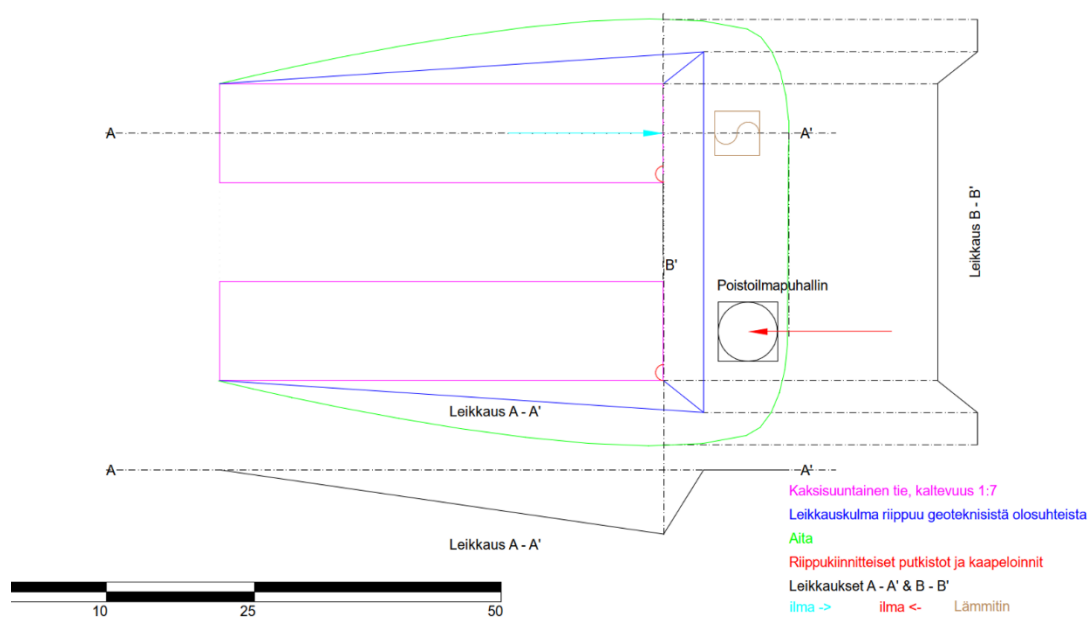 A
A'
Leikkaus B - B'
B'
Poistoilmapuhallin
Leikkaus A - A'
A
A'
Leikkaus A - A'
Kaksisuuntainen tie, kaltevuus 1:7
Leikkauskulma riippuu geoteknisistä olosuhteista
Aita
Riippukiinnitteiset putkistot ja kaapeloinnit
Leikkaukset A - A' & B - B'
ilma -> ilma <- Lämmitin
10 25 50